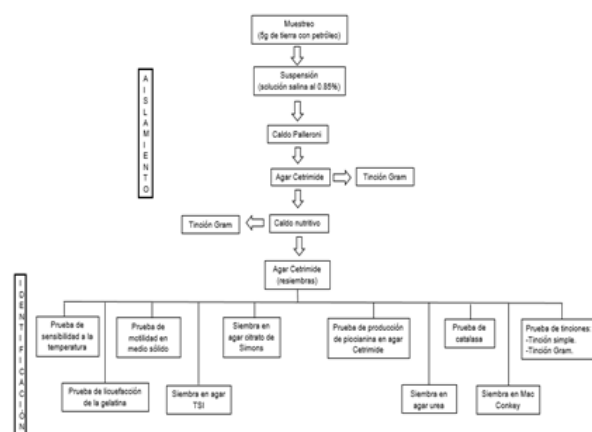 Muestreo
(5g de tierra con petróleo)
AISLAMIENTO
Suspensión
(solución salina al 0.85%)
Caldo Palleroni
Agar Cetrimide
Tinción Gram
Tinción Gram
Caldo nutritivo
Agar Cetrimide
(resiembras)
IDENTIFICACIÓN
Prueba de
sensibilidad a la
temperatura
Prueba de
motilidad en
medio sólido
Siembra en
agar citrato de
Simons
Prueba de producción
de piocianina en agar
Cetrimide
Prueba de
catalasa
Prueba de tinciones:
-Tinción simple.
-Tinción Gram.
Prueba de licuefacción
de la gelatina
Siembra en agar
TSI
Siembra en
agar urea
Siembra en Mac
Conkey